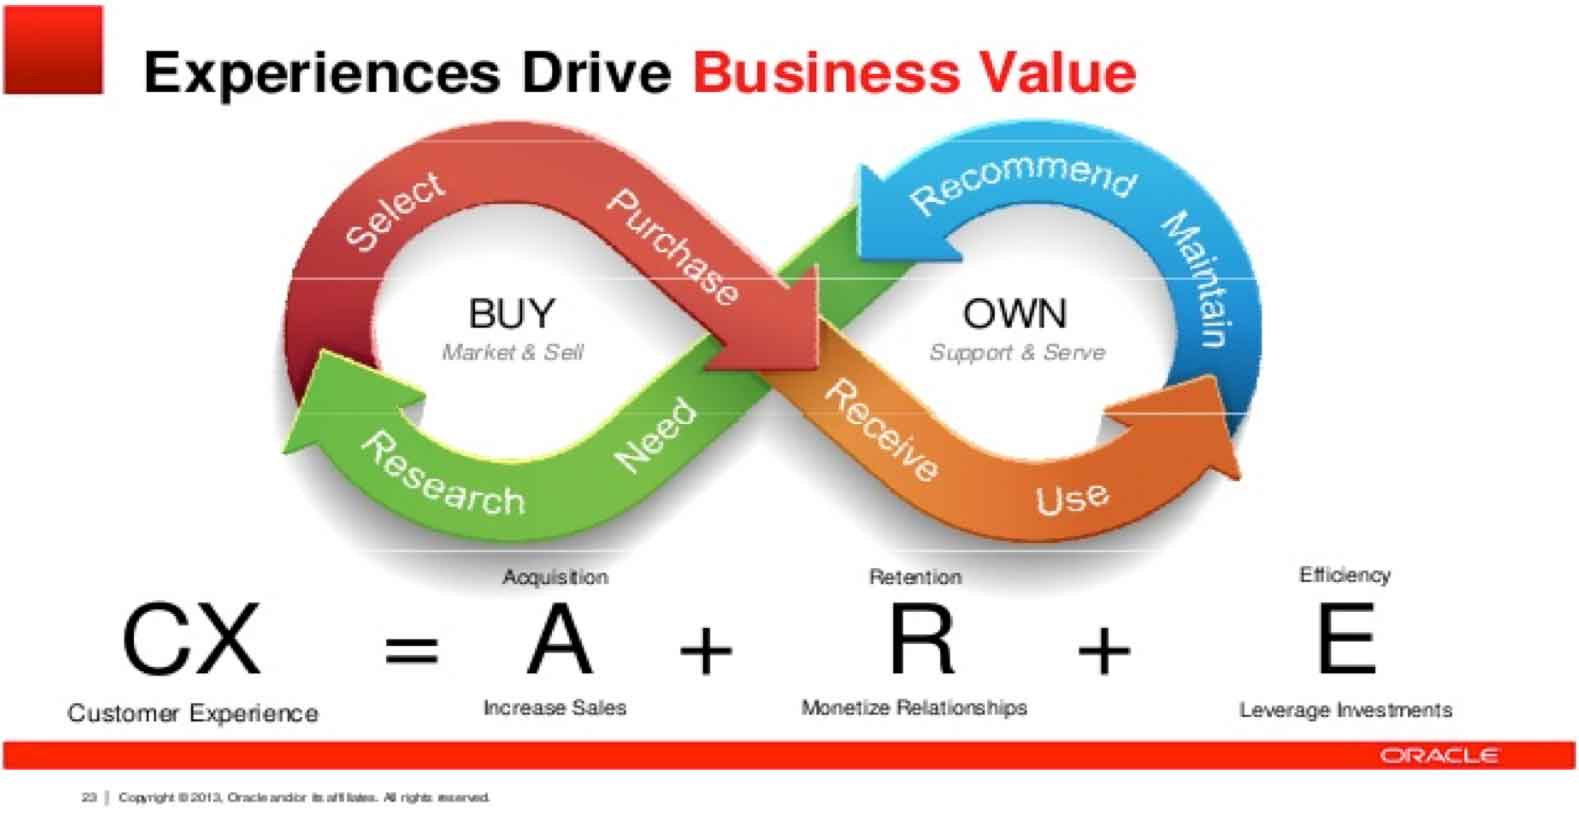 Experiences Drive Business Value
Select
Purchase
Recommend
Maintain
BUY
Market & Sell
OWN
Support & Serve
Research
Need
Receive
Use
Acquisition
Retention
Efficiency
CX = A + R + E
Customer Experience
Increase Sales
Monetize Relationships
Leverage Investments
ORACLE
23 | Copyright © 2013, Oracle and/or its affiliates. All rights reserved.